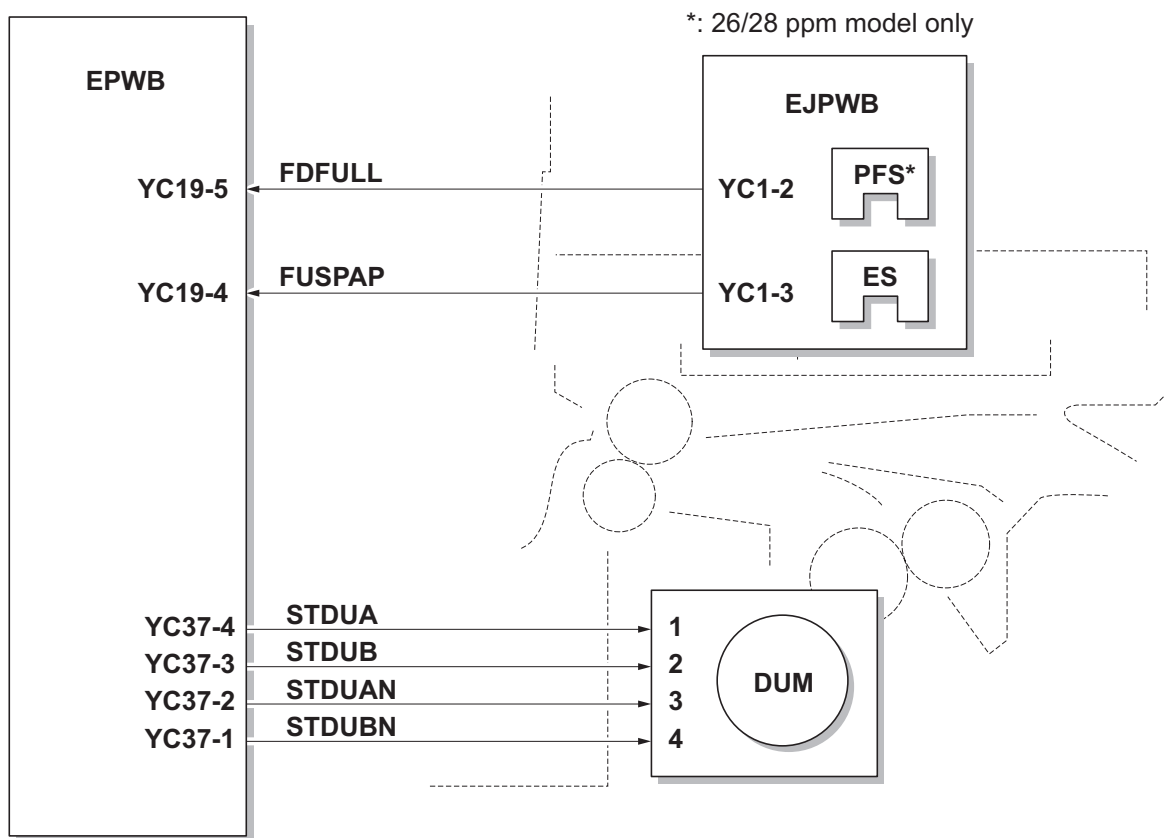 *: 26/28 ppm model only
EPWB
EJPWB
YC19-5 FDFULL YC1-2 PFS*
YC19-4 FUSPAP YC1-3 ES
YC37-4 STDUA 1
YC37-3 STDUB 2
YC37-2 STDUAN 3
YC37-1 STDUBN 4
DUM